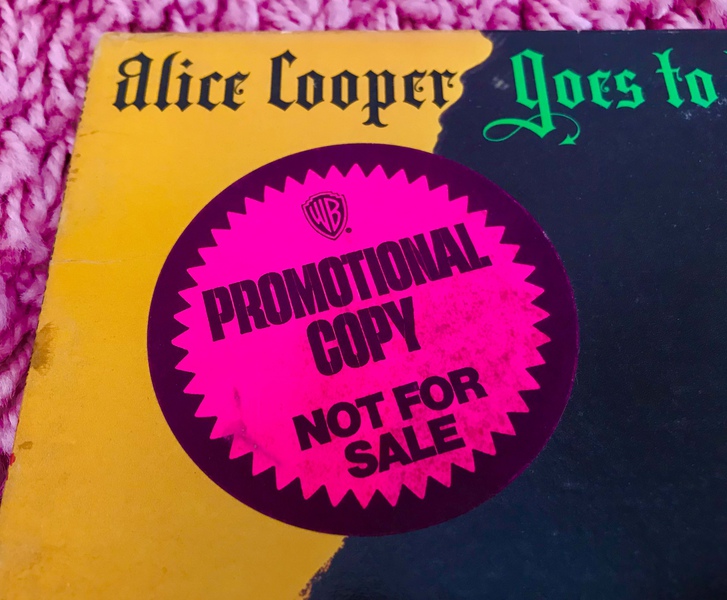 Alice Cooper goes to
WB
PROMOTIONAL
COPY
NOT FOR
SALE